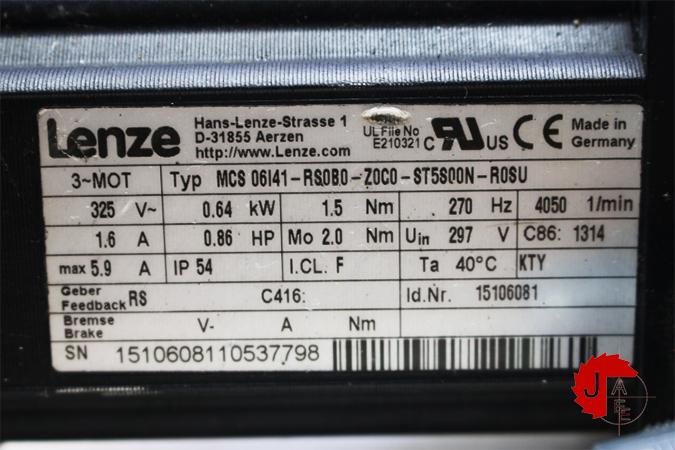 Lenze
Hans-Lenze-Strasse 1
D-31855 Aerzen
http://www.Lenze.com
UL File No
E210321
C RU US CE
Made in
Germany
3~MOT Typ MCS 06I41-RS0B0-Z0C0-ST5S00N-R0SU
325 V~ 0.64 kW 1.5 Nm 270 Hz 4050 1/min
1.6 A 0.86 HP Mo 2.0 Nm Uin 297 V C86: 1314
max 5.9 A IP 54 I.CL. F Ta 40°C KTY
Geber
Feedback RS C416: Id.Nr. 15106081
Bremse
Brake V- A Nm
SN 1510608110537798
J